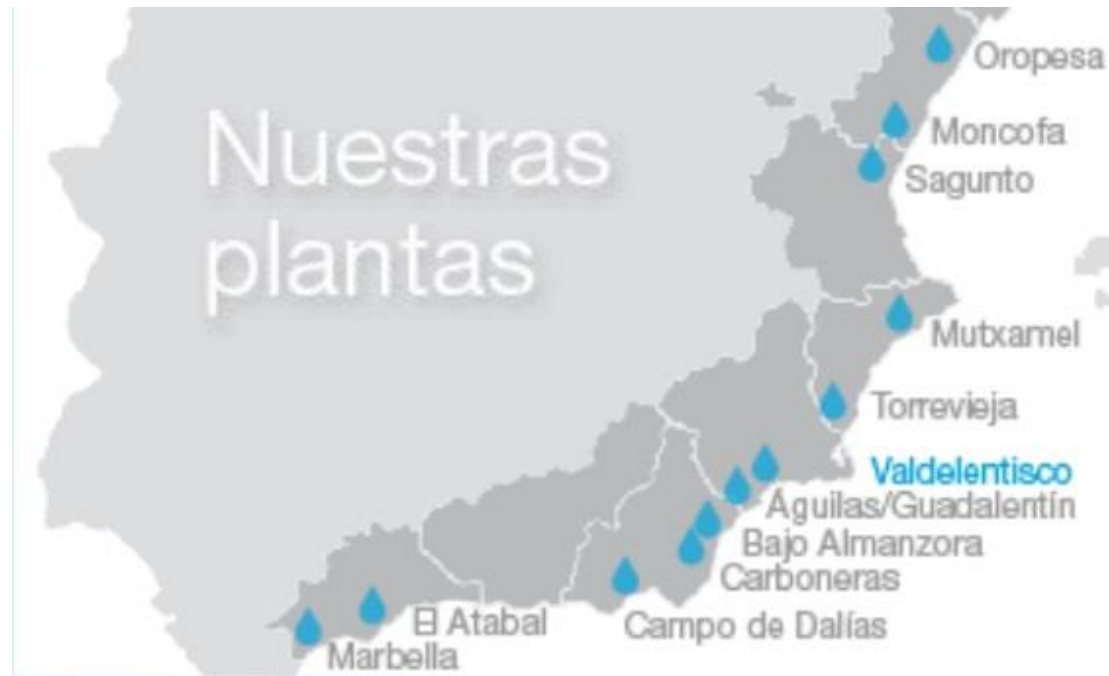 Nuestras
plantas
Oropesa
Moncofa
Sagunto
Mutxamel
Torrevieja
Valdelentisco
Águilas/Guadalentín
Bajo Almanzora
Carboneras
Campo de Dalías
El Atabal
Marbella